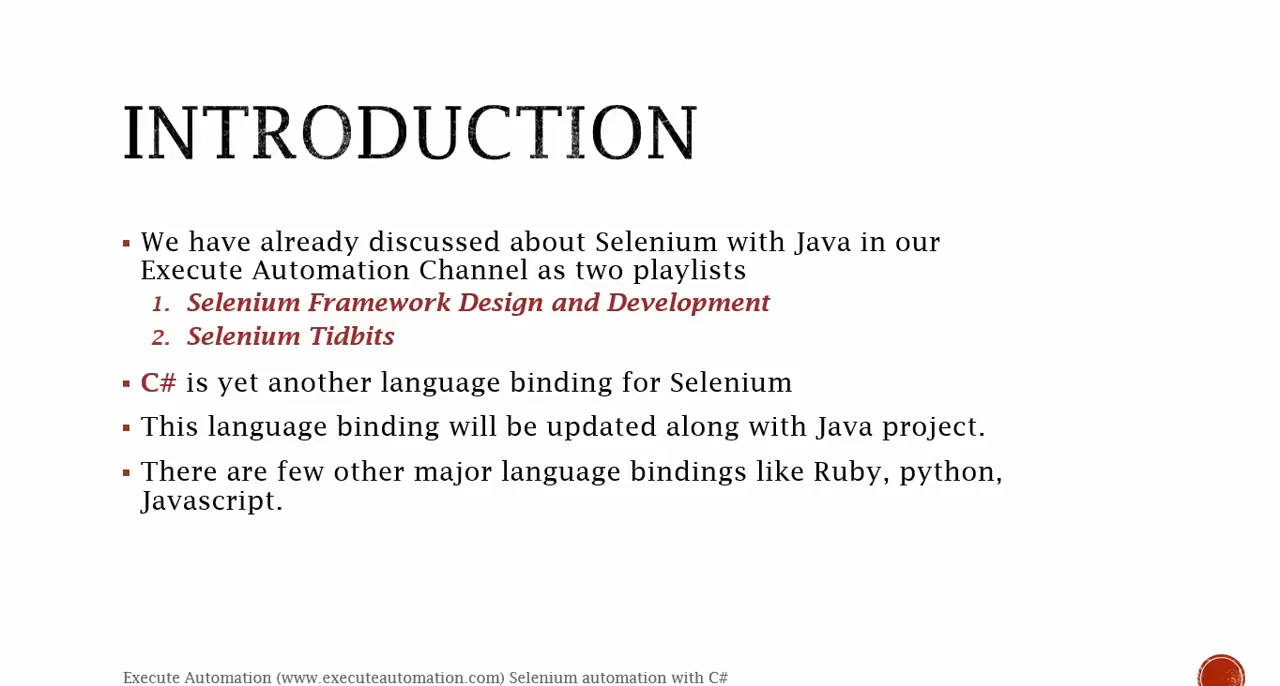 INTRODUCTION
▪ We have already discussed about Selenium with Java in our
Execute Automation Channel as two playlists
1. Selenium Framework Design and Development
2. Selenium Tidbits
▪ C# is yet another language binding for Selenium
▪ This language binding will be updated along with Java project.
▪ There are few other major language bindings like Ruby, python,
Javascript.
Execute Automation (www.executeautomation.com) Selenium automation with C#